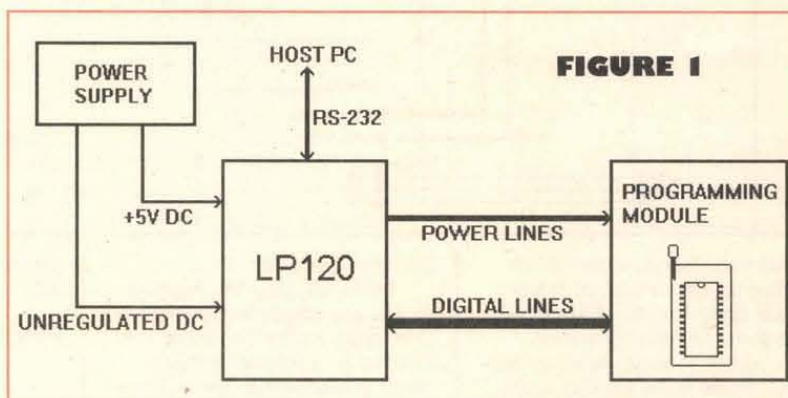 FIGURE 1
POWER
SUPPLY
HOST PC
RS-232
+5V DC
UNREGULATED DC
LP120
POWER LINES
DIGITAL LINES
PROGRAMMING
MODULE